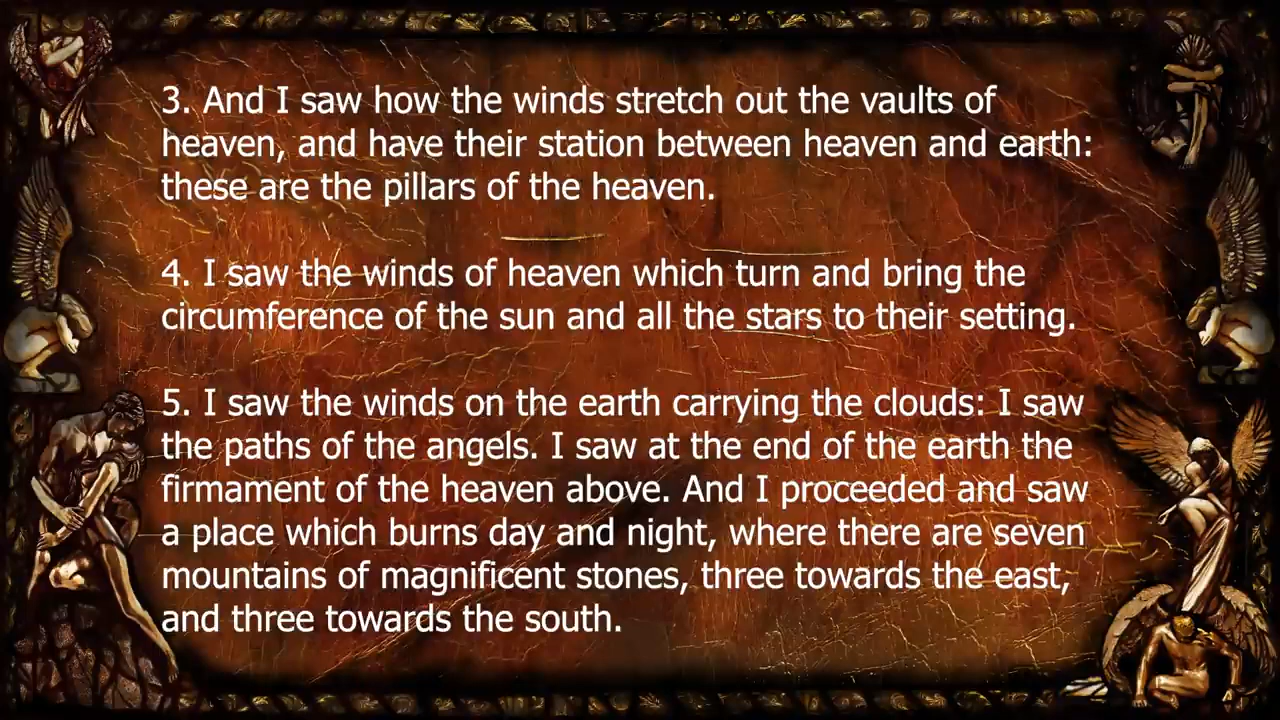 3. And I saw how the winds stretch out the vaults of
heaven, and have their station between heaven and earth:
these are the pillars of the heaven.
4. I saw the winds of heaven which turn and bring the
circumference of the sun and all the stars to their setting.
5. I saw the winds on the earth carrying the clouds: I saw
the paths of the angels. I saw at the end of the earth the
firmament of the heaven above. And I proceeded and saw
a place which burns day and night, where there are seven
mountains of magnificent stones, three towards the east,
and three towards the south.